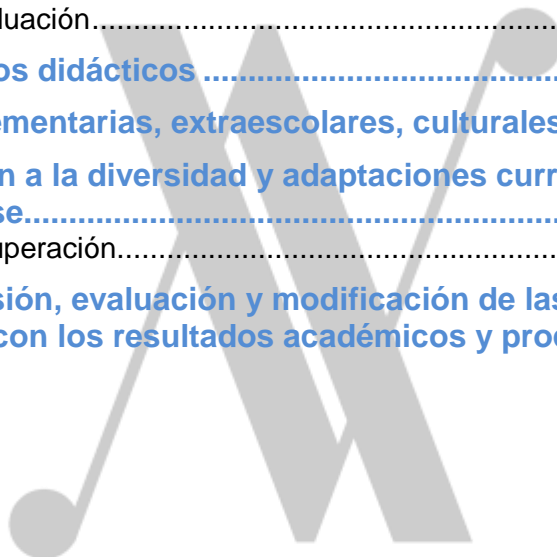 luación..........................................................
os didácticos ..............................................
ementarias, extraescolares, culturales
n a la diversidad y adaptaciones curr
se.................................................................
uperación......................................................
sión, evaluación y modificación de las
con los resultados académicos y proc